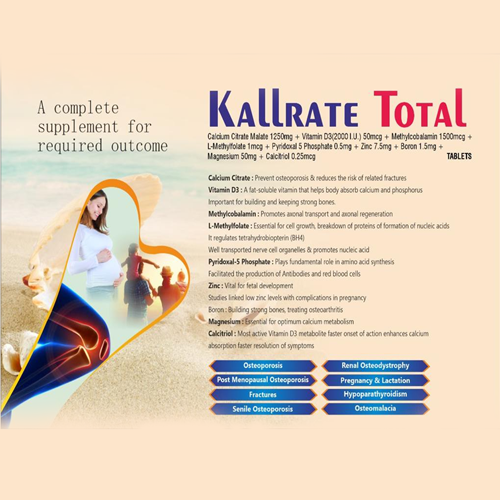 A complete
supplement for
required outcome
KALLRATE TOTAL
Calcium Citrate Malate 1250mg + Vitamin D3(2000 I.U.) 50mcg + Methylcobalamin 1500mcg +
L-Methylfolate 1mcg + Pyridoxal 5 Phosphate 0.5mg + Zinc 7.5mg + Boron 1.5mg +
Magnesium 50mg + Calcitriol 0.25mcg TABLETS
Calcium Citrate : Prevent osteoporosis & reduces the risk of related fractures
Vitamin D3 : A fat-soluble vitamin that helps body absorb calcium and phosphorus
Important for building and keeping strong bones.
Methylcobalamin : Promotes axonal transport and axonal regeneration
L-Methylfolate : Essential for cell growth, breakdown of proteins of formation of nucleic acids
It regulates tetrahydrobiopterin (BH4)
Well transported nerve cell organelles & promotes nucleic acid
Pyridoxal-5 Phosphate : Plays fundamental role in amino acid synthesis
Facilitated the production of Antibodies and red blood cells
Zinc : Vital for fetal development
Studies linked low zinc levels with complications in pregnancy
Boron : Building strong bones, treating osteoarthritis
Magnesium : Essential for optimum calcium metabolism
Calcitriol : Most active Vitamin D3 metabolite faster onset of action enhances calcium
absorption faster resolution of symptoms
Osteoporosis
Renal Osteodystrophy
Post Menopausal Osteoporosis
Pregnancy & Lactation
Fractures
Hypoparathyroidism
Senile Osteoporosis
Osteomalacia